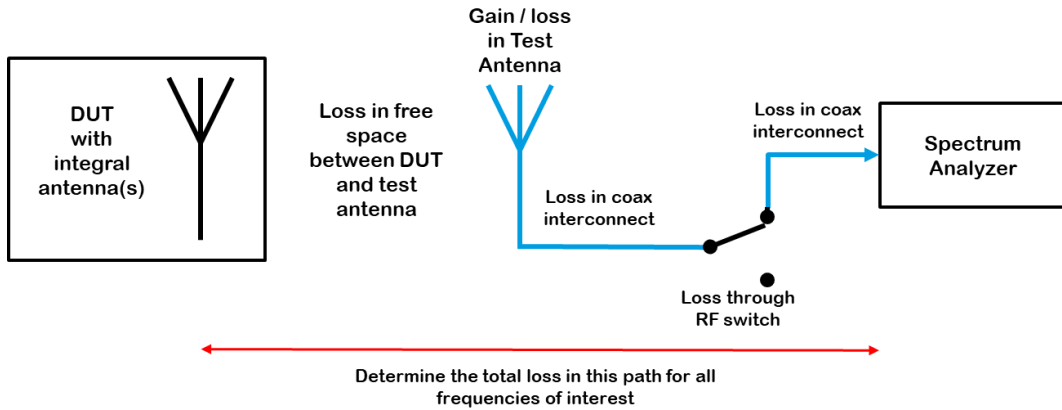 DUT
with
integral
antenna(s)
Loss in free
space
between DUT
and test
antenna
Gain / loss
in Test
Antenna
Loss in coax
interconnect
Loss in coax
interconnect
Spectrum
Analyzer
Loss through
RF switch
Determine the total loss in this path for all
frequencies of interest